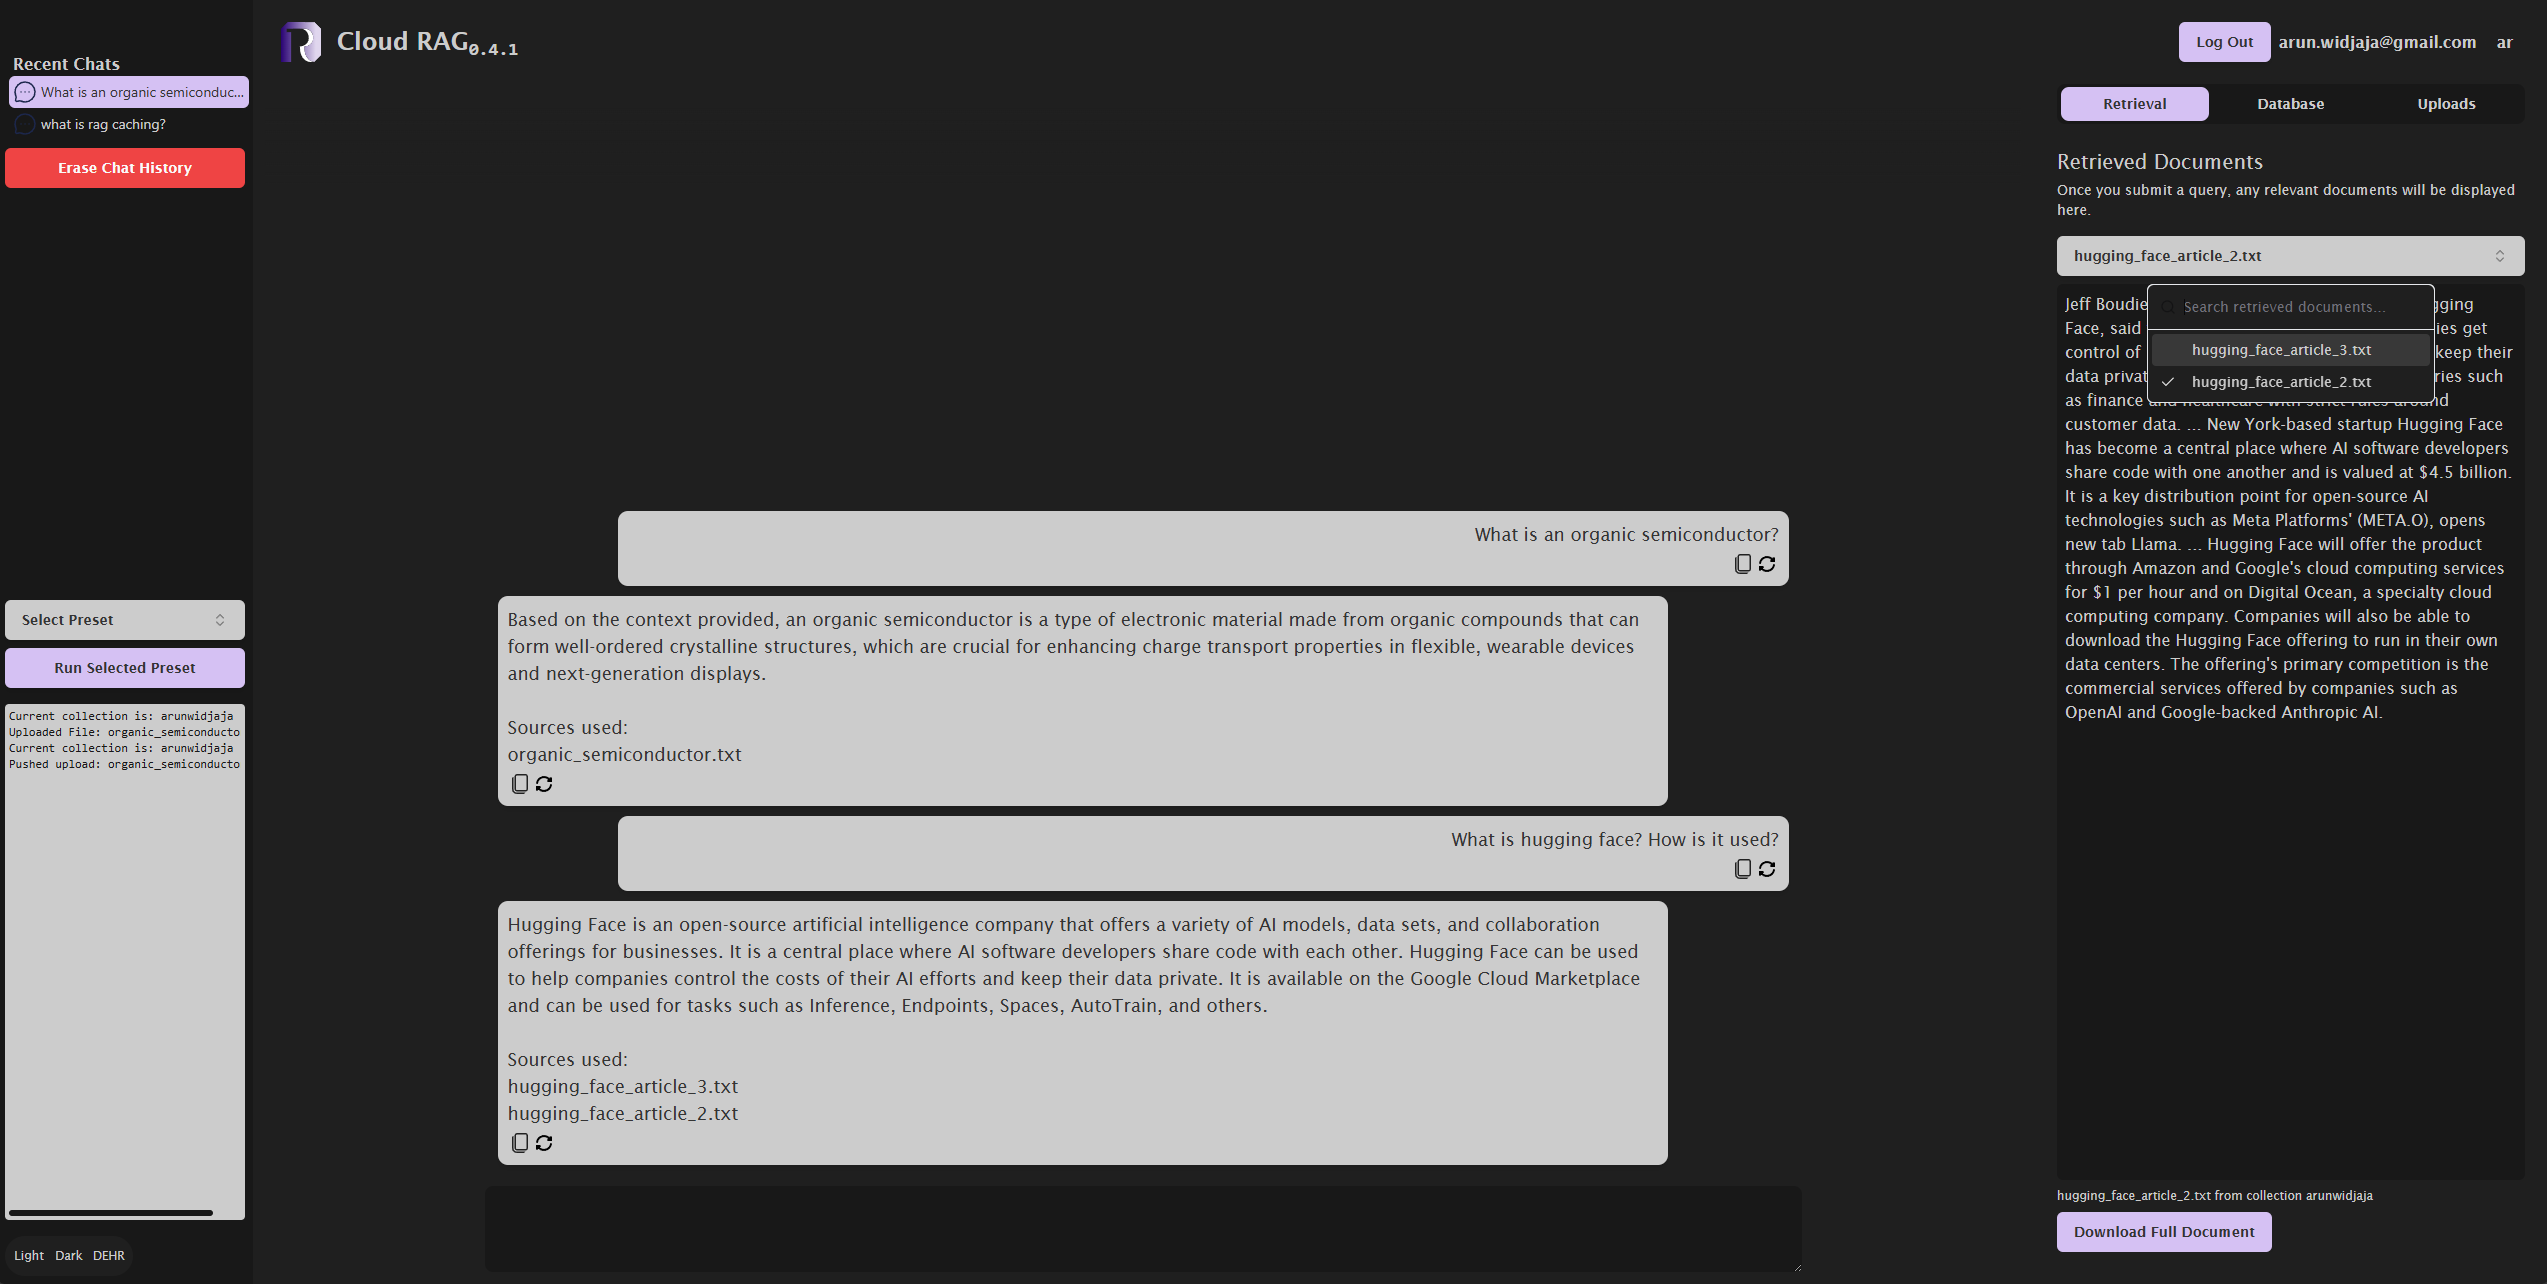 Recent Chats
What is an organic semiconduc...
what is rag caching?
Erase Chat History
Select Preset
Run Selected Preset
Current collection is: arunwidjaja
Uploaded File: organic_semiconducto
Current collection is: arunwidjaja
Pushed upload: organic_semiconducto
Light Dark DEHR
Cloud RAG0.4.1
What is an organic semiconductor?
Based on the context provided, an organic semiconductor is a type of electronic material made from organic compounds that can
form well-ordered crystalline structures, which are crucial for enhancing charge transport properties in flexible, wearable devices
and next-generation displays.
Sources used:
organic_semiconductor.txt
What is hugging face? How is it used?
Hugging Face is an open-source artificial intelligence company that offers a variety of AI models, data sets, and collaboration
offerings for businesses. It is a central place where AI software developers share code with each other. Hugging Face can be used
to help companies control the costs of their AI efforts and keep their data private. It is available on the Google Cloud Marketplace
and can be used for tasks such as Inference, Endpoints, Spaces, AutoTrain, and others.
Sources used:
hugging_face_article_3.txt
hugging_face_article_2.txt
Log Out arun.widjaja@gmail.com ar
Retrieval Database Uploads
Retrieved Documents
Once you submit a query, any relevant documents will be displayed
here.
hugging_face_article_2.txt
Search retrieved documents...
hugging_face_article_3.txt
hugging_face_article_2.txt
Jeff Boudie gging
Face, said ies get
control of keep their
data privat ries such
as finance and healthcare with strict rules around
customer data. ... New York-based startup Hugging Face
has become a central place where AI software developers
share code with one another and is valued at $4.5 billion.
It is a key distribution point for open-source AI
technologies such as Meta Platforms' (META.O), opens
new tab Llama. ... Hugging Face will offer the product
through Amazon and Google's cloud computing services
for $1 per hour and on Digital Ocean, a specialty cloud
computing company. Companies will also be able to
download the Hugging Face offering to run in their own
data centers. The offering's primary competition is the
commercial services offered by companies such as
OpenAI and Google-backed Anthropic AI.
hugging_face_article_2.txt from collection arunwidjaja
Download Full Document